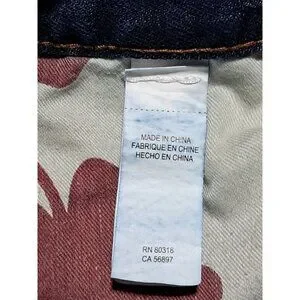 MADE IN CHINA
FABRIQUE EN CHINE
HECHO EN CHINA
RN 80318
CA 56897